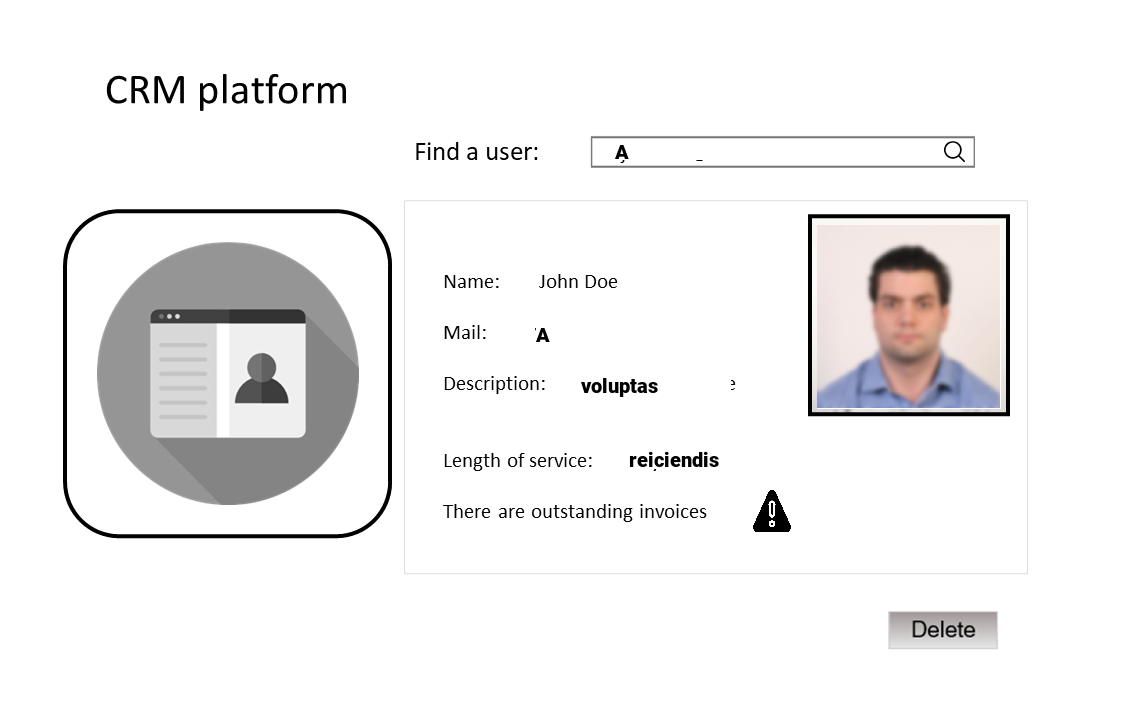 CRM platform
Find a user: A
Name: John Doe
Mail: A
Description: voluptas e
Length of service: reiciendis
There are outstanding invoices
Delete